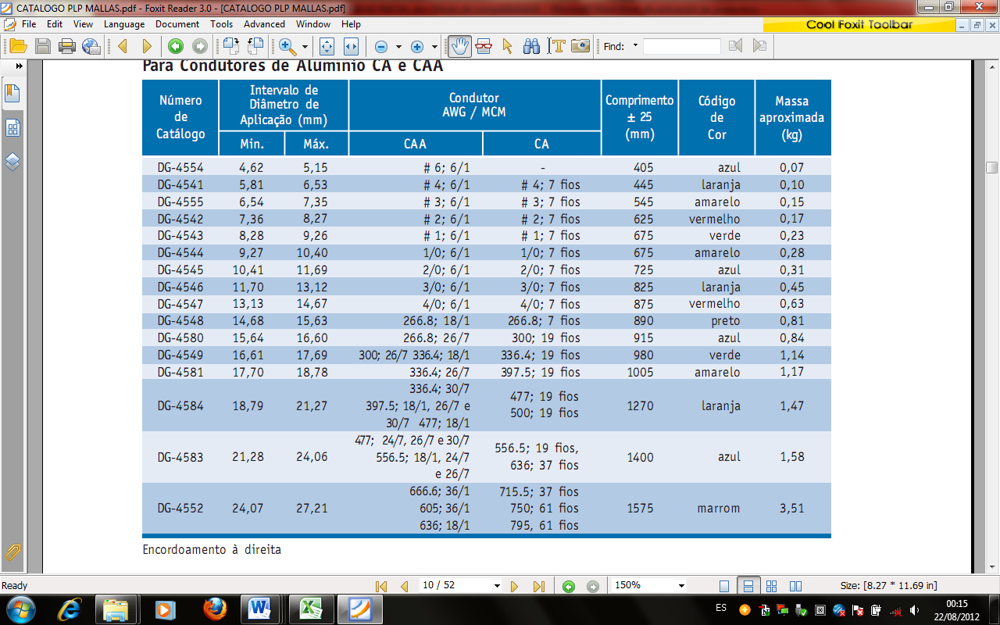 CATALOGO PLP MALLAS.pdf - Foxit Reader 3.0 - [CATALOGO PLP MALLAS.pdf]
File Edit View Language Document Tools Advanced Window Help
Cool Foxit Toolbar
Find:
Para Condutores de Alumínio CA e CAA
Número de Catálogo
Intervalo de Diâmetro de Aplicação (mm)
Condutor AWG / MCM
Comprimento ± 25 (mm)
Código de Cor
Massa aproximada (kg)
Min. Máx. CAA CA
DG-4554 4,62 5,15 # 6; 6/1 - 405 azul 0,07
DG-4541 5,81 6,53 # 4; 6/1 # 4; 7 fios 445 laranja 0,10
DG-4555 6,54 7,35 # 3; 6/1 # 3; 7 fios 545 amarelo 0,15
DG-4542 7,36 8,27 # 2; 6/1 # 2; 7 fios 625 vermelho 0,17
DG-4543 8,28 9,26 # 1; 6/1 # 1; 7 fios 675 verde 0,23
DG-4544 9,27 10,40 1/0; 6/1 1/0; 7 fios 675 amarelo 0,28
DG-4545 10,41 11,69 2/0; 6/1 2/0; 7 fios 725 azul 0,31
DG-4546 11,70 13,12 3/0; 6/1 3/0; 7 fios 825 laranja 0,45
DG-4547 13,13 14,67 4/0; 6/1 4/0; 7 fios 875 vermelho 0,63
DG-4548 14,68 15,63 266.8; 18/1 266.8; 7 fios 890 preto 0,81
DG-4580 15,64 16,60 266.8; 26/7 300; 19 fios 915 azul 0,84
DG-4549 16,61 17,69 300; 26/7 336.4; 18/1 336.4; 19 fios 980 verde 1,14
DG-4581 17,70 18,78 336.4; 26/7 397.5; 19 fios 1005 amarelo 1,17
DG-4584 18,79 21,27 336.4; 30/7 397.5; 18/1, 26/7 e 30/7 477; 18/1 477; 19 fios 500; 19 fios 1270 laranja 1,47
DG-4583 21,28 24,06 477; 24/7, 26/7 e 30/7 556.5; 18/1, 24/7 e 26/7 556.5; 19 fios, 636; 37 fios 1400 azul 1,58
DG-4552 24,07 27,21 666.6; 36/1 605; 36/1 636; 18/1 715.5; 37 fios 750; 61 fios 795, 61 fios 1575 marrom 3,51
Encordoamento à direita
Ready 10 / 52 150% Size: [8.27 * 11.69 in]
ES 00:15
22/08/2012